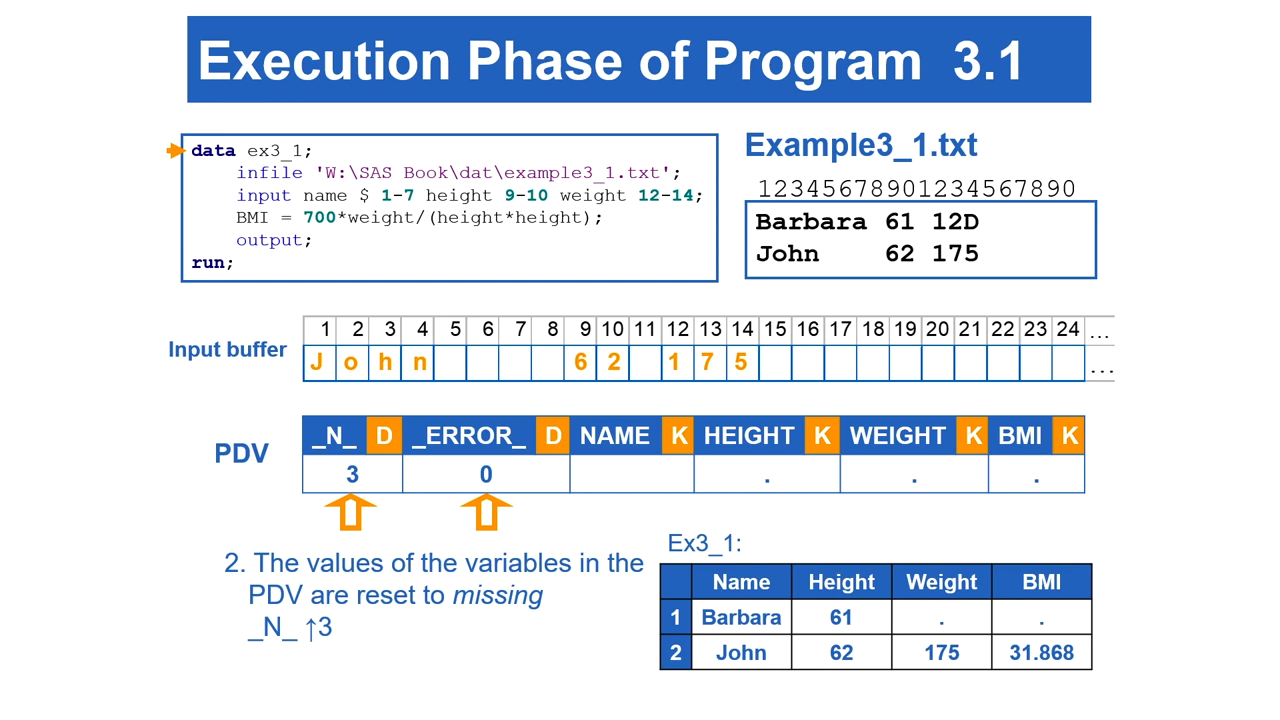 Execution Phase of Program 3.1
data ex3_1;
infile 'W:\SAS Book\dat\example3_1.txt';
input name $ 1-7 height 9-10 weight 12-14;
BMI = 700*weight/(height*height);
output;
run;
Example3_1.txt
12345678901234567890
Barbara 61 12D
John 62 175
Input buffer
1 2 3 4 5 6 7 8 9 10 11 12 13 14 15 16 17 18 19 20 21 22 23 24 ...
J o h n 6 2 1 7 5 ...
PDV
_N_ D _ERROR_ D NAME K HEIGHT K WEIGHT K BMI K
3 0 . . .
2. The values of the variables in the
PDV are reset to missing
_N_ ↑3
Ex3_1:
Name Height Weight BMI
1 Barbara 61 . .
2 John 62 175 31.868